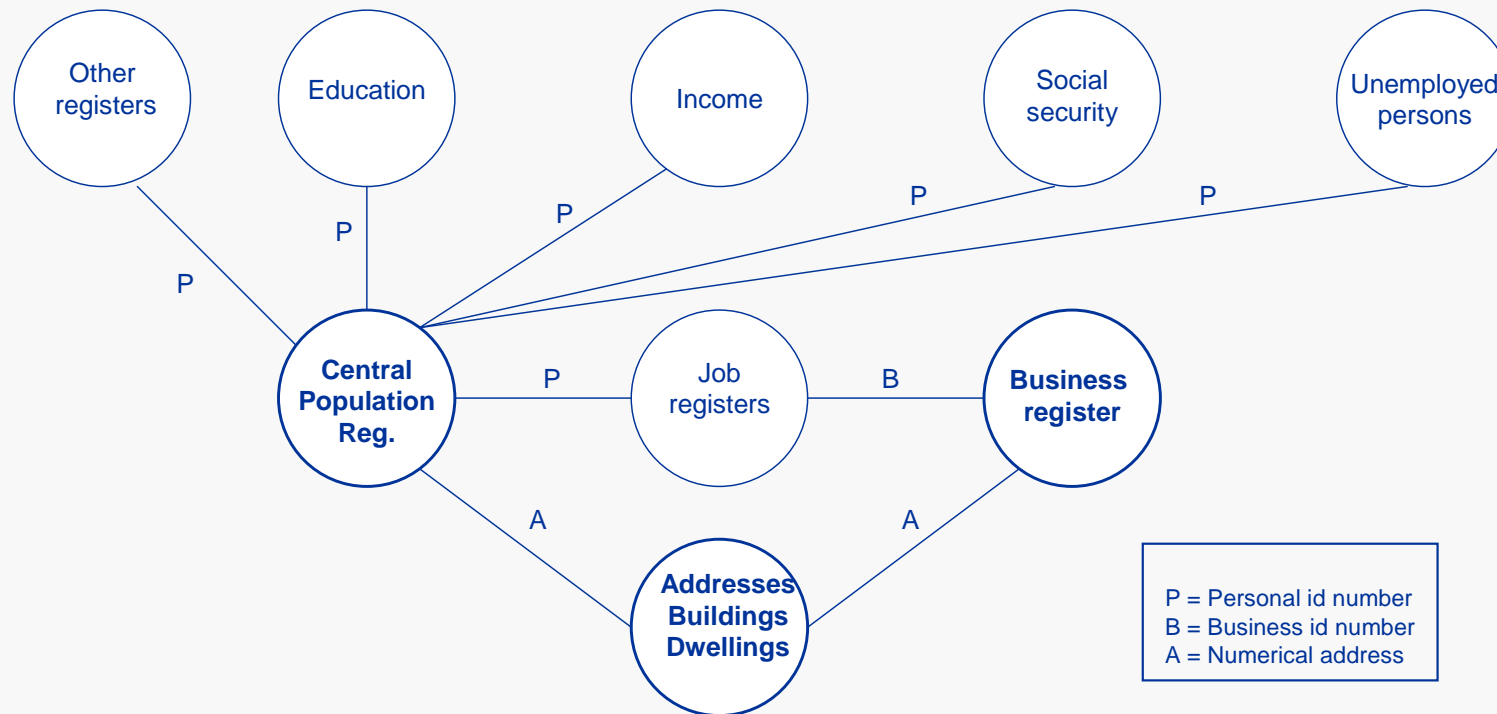 Other
registers
Education
Income
Social
security
Unemployed
persons
P
P
P
P
P
Central
Population
Reg.
P
Job
registers
B
Business
register
A
A
Addresses
Buildings
Dwellings
P = Personal id number
B = Business id number
A = Numerical address